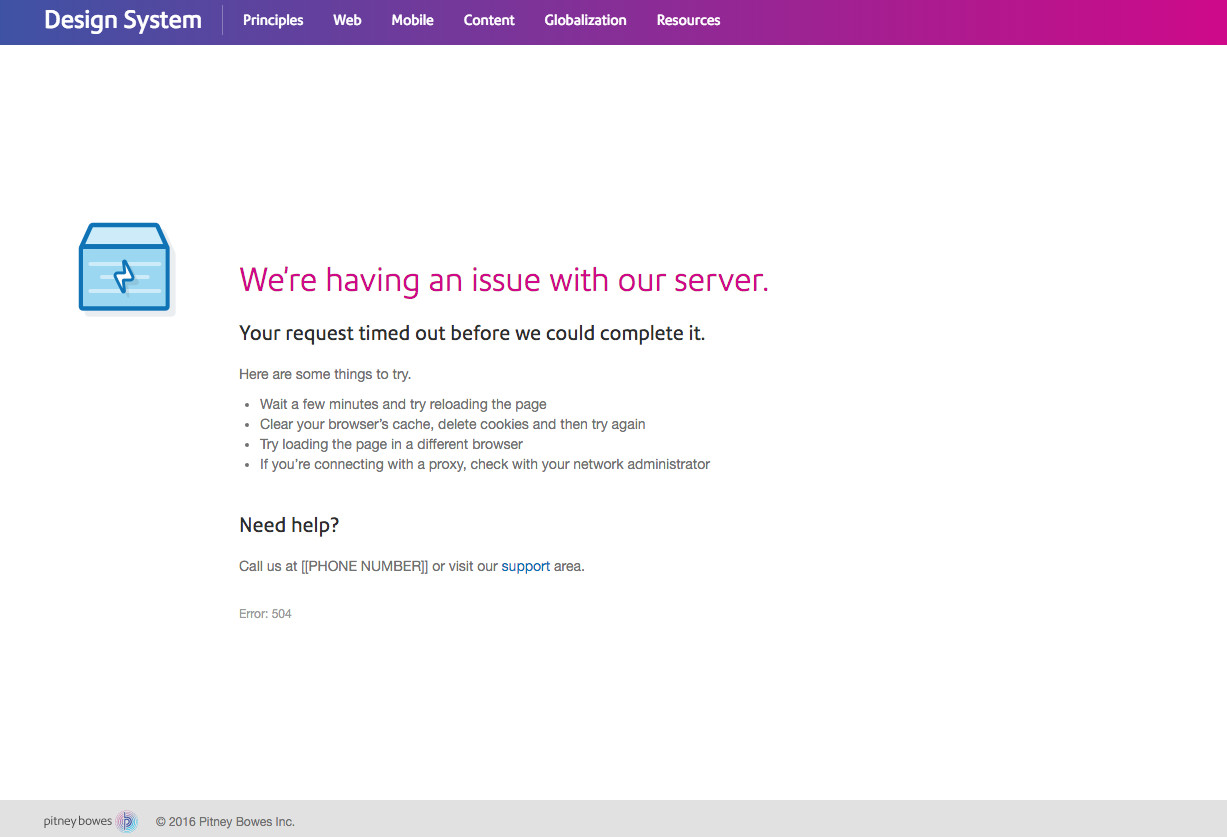 Design System Principles Web Mobile Content Globalization Resources
We're having an issue with our server.
Your request timed out before we could complete it.
Here are some things to try.
• Wait a few minutes and try reloading the page
• Clear your browser’s cache, delete cookies and then try again
• Try loading the page in a different browser
• If you’re connecting with a proxy, check with your network administrator
Need help?
Call us at [[PHONE NUMBER]] or visit our support area.
Error: 504
pitney bowes © 2016 Pitney Bowes Inc.